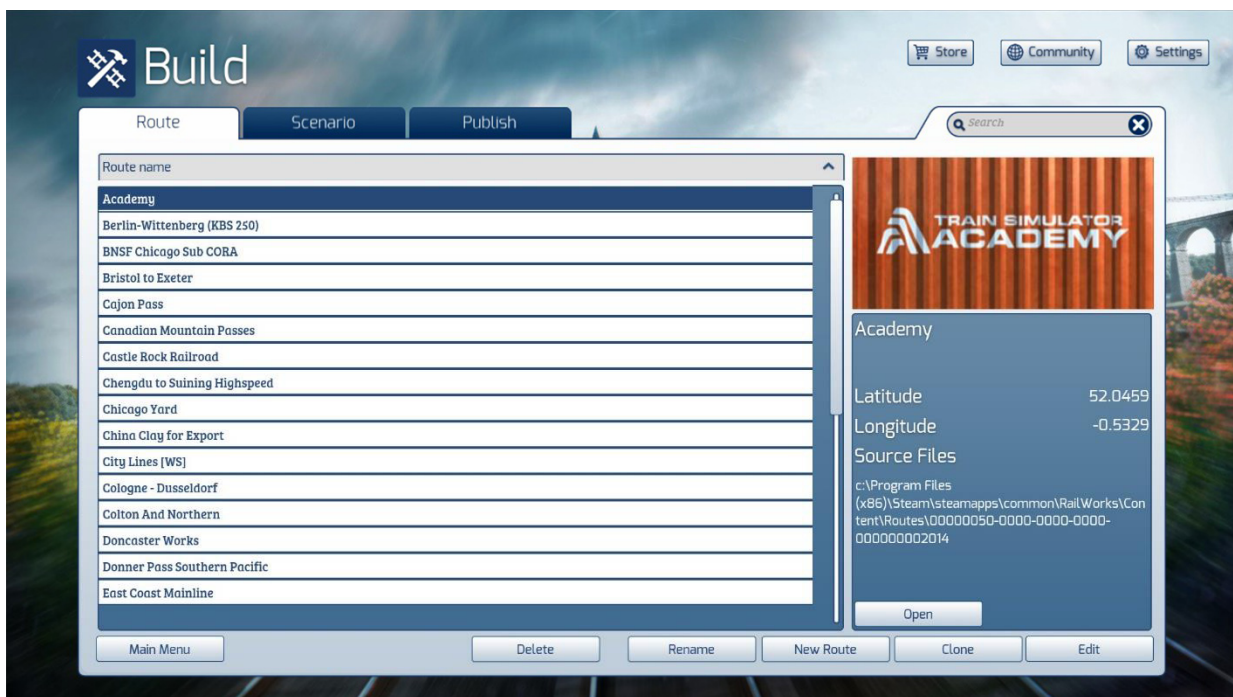 Build
Store
Community
Settings
Route
Scenario
Publish
Search
Route name
Academy
Berlin-Wittenberg (KBS 250)
BNSF Chicago Sub CORA
Bristol to Exeter
Cajon Pass
Canadian Mountain Passes
Castle Rock Railroad
Chengdu to Suining Highspeed
Chicago Yard
China Clay for Export
City Lines [WS]
Cologne - Dusseldorf
Colton And Northern
Doncaster Works
Donner Pass Southern Pacific
East Coast Mainline
TRAIN SIMULATOR
ACADEMY
Academy
Latitude 52.0459
Longitude -0.5329
Source Files
c:\Program Files
(x86)\Steam\steamapps\common\RailWorks\Con
tent\Routes\00000050-0000-0000-0000-
000000002014
Open
Main Menu
Delete
Rename
New Route
Clone
Edit